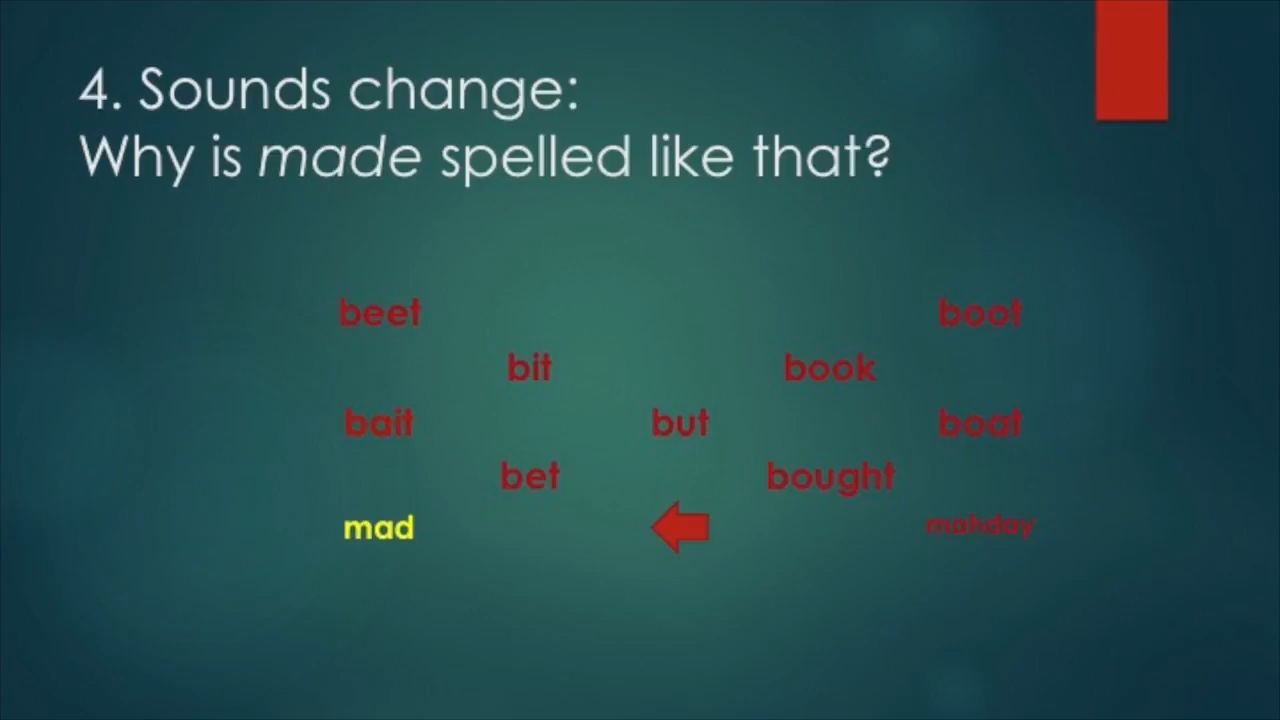 4. Sounds change:
Why is made spelled like that?
beet boot
bit book
bait but boat
bet bought
mad mahday